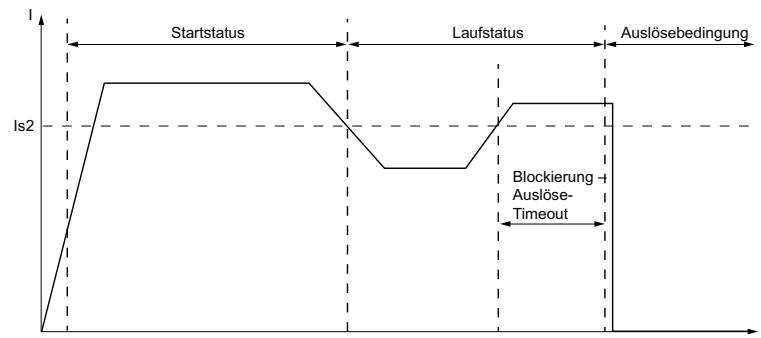 I
Startstatus
Laufstatus
Auslösebedingung
Is2
Blockierung –
Auslöse-
Timeout